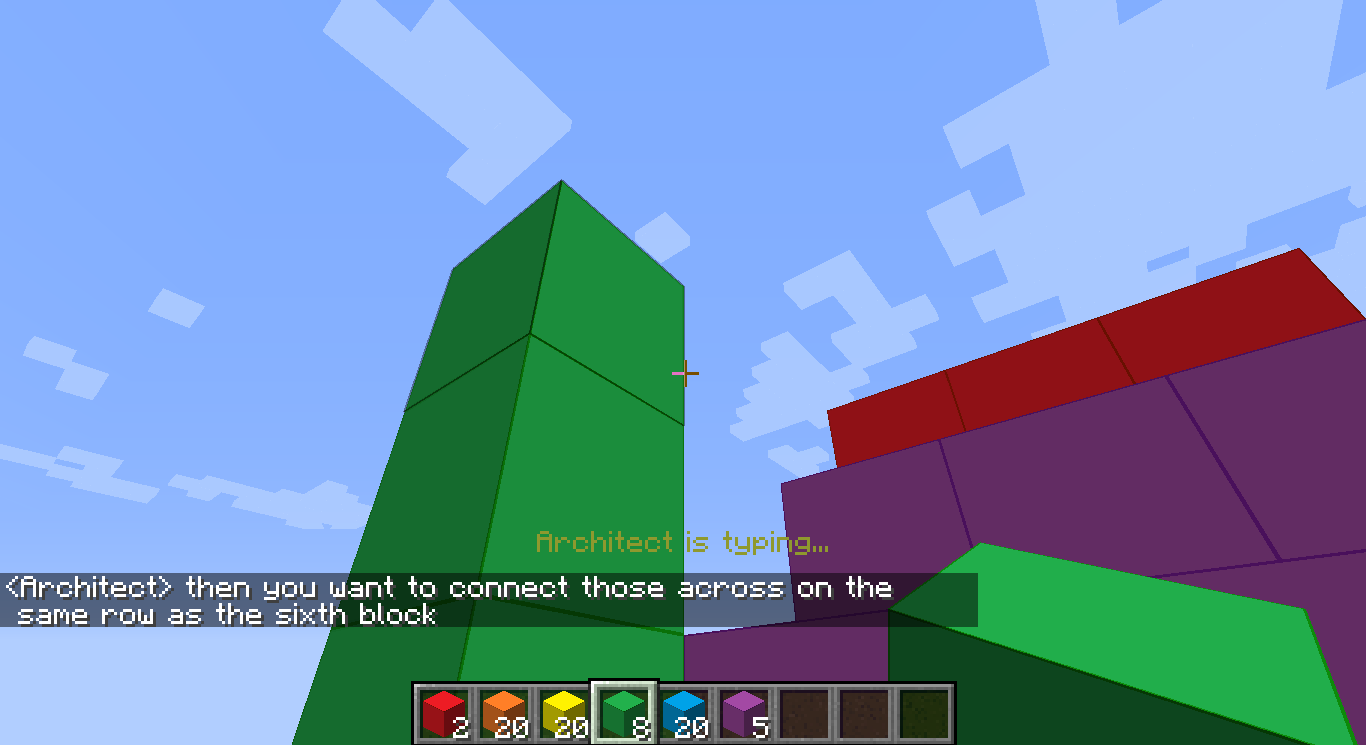 Architect is typing...
<Architect> then you want to connect those across on the
same row as the sixth block
2 20 20 8 20 5